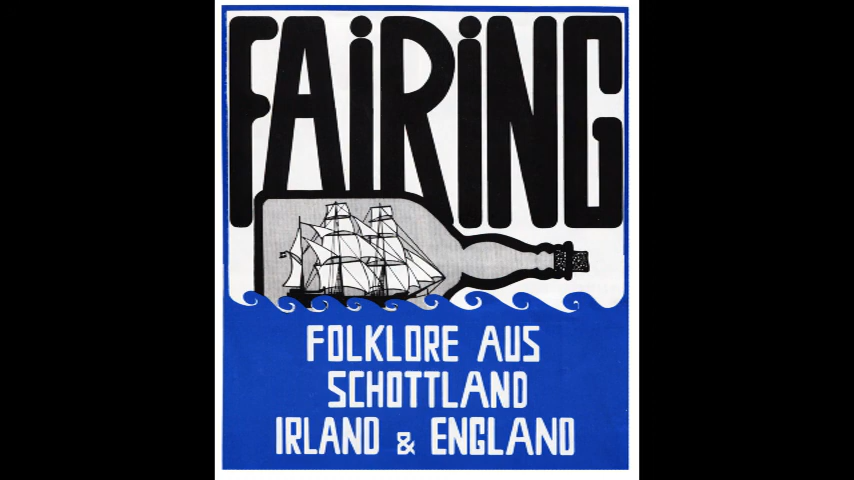 FAiRiNG
FOLKLORE AUS
SCHOTTLAND
IRLAND & ENGLAND